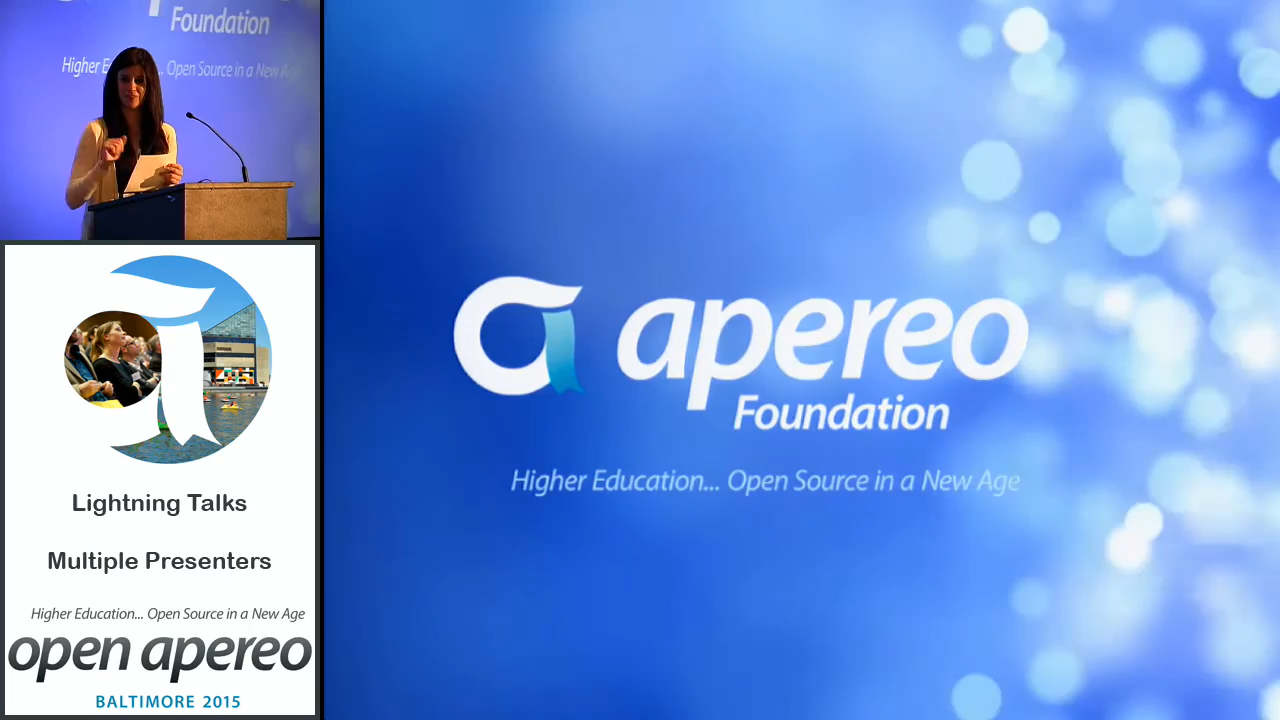 Foundation
Higher E... Open Source in a New Age
Lightning Talks
Multiple Presenters
Higher Education... Open Source in a New Age
open apereo
BALTIMORE 2015
apereo
Foundation
Higher Education... Open Source in a New Age